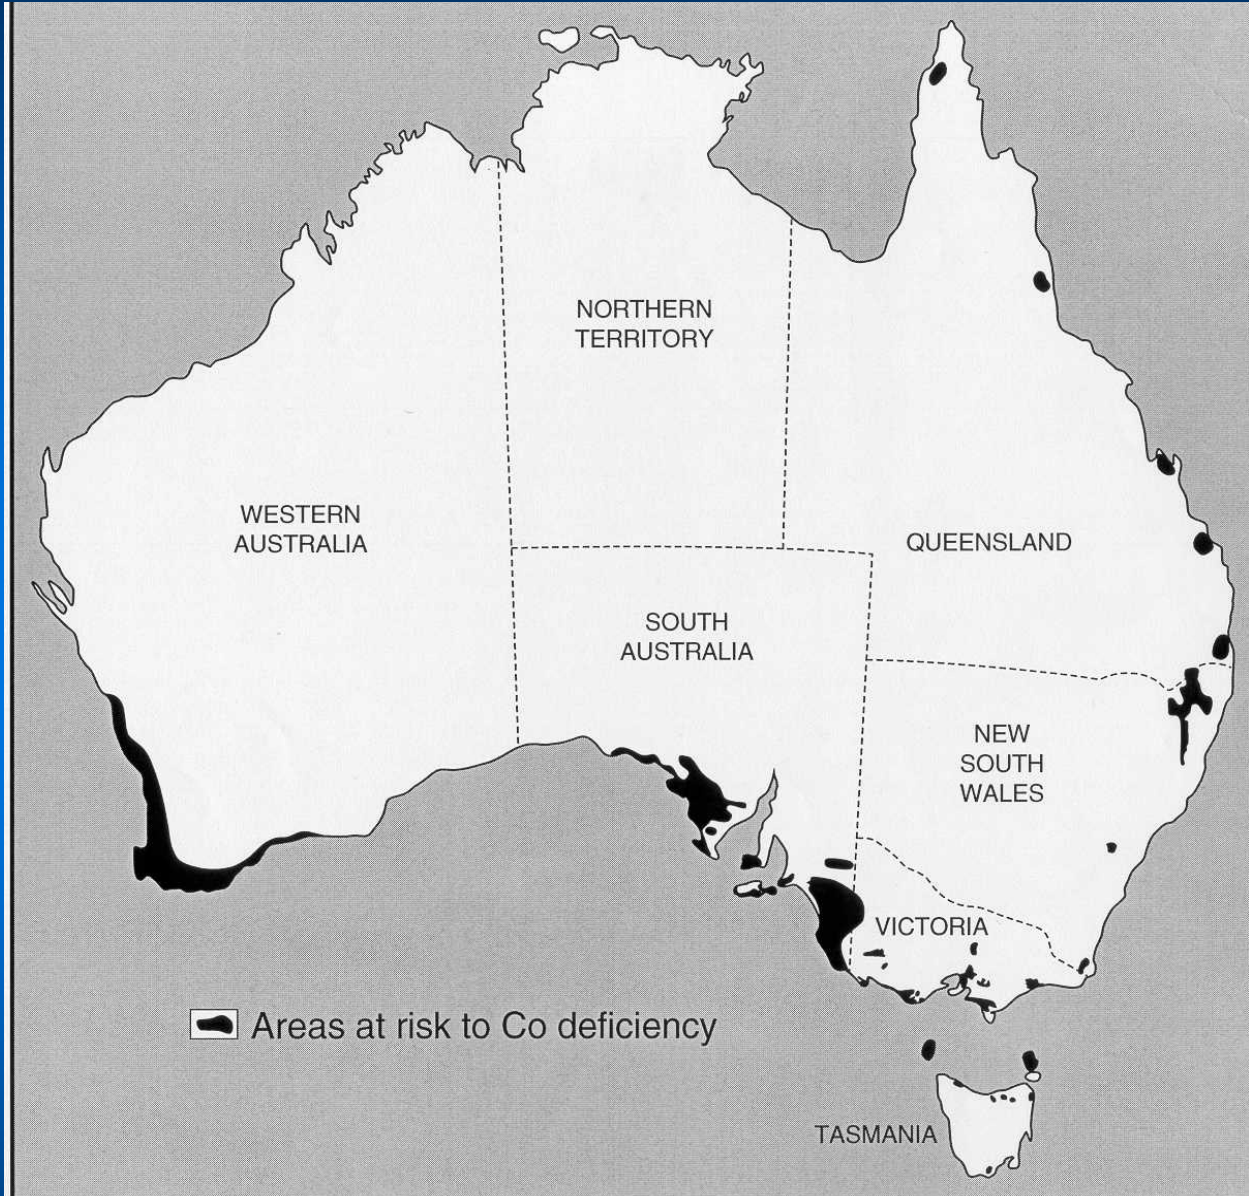 NORTHERN
TERRITORY
WESTERN
AUSTRALIA
QUEENSLAND
SOUTH
AUSTRALIA
NEW
SOUTH
WALES
VICTORIA
Areas at risk to Co deficiency
TASMANIA